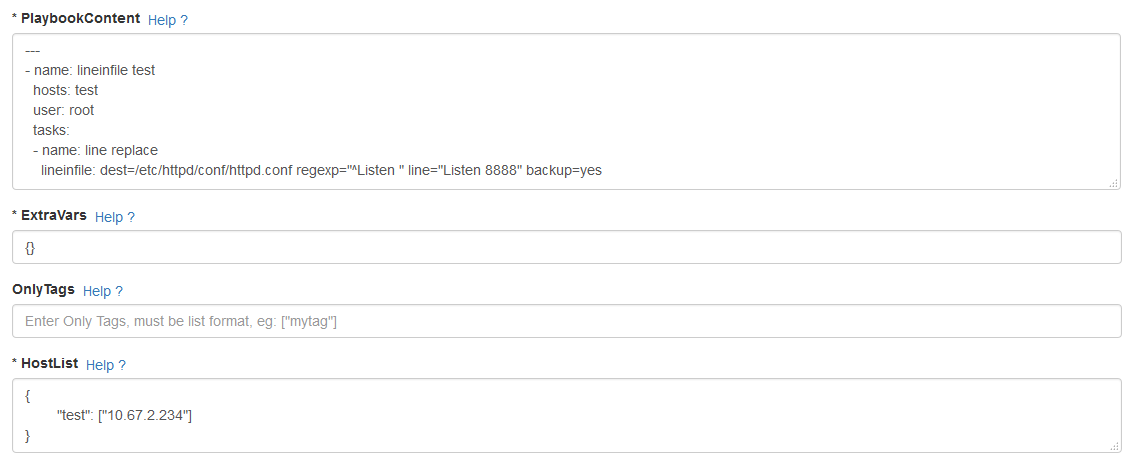 * PlaybookContent Help ?
---
- name: lineinfile test
hosts: test
user: root
tasks:
- name: line replace
lineinfile: dest=/etc/httpd/conf/httpd.conf regexp="^Listen " line="Listen 8888" backup=yes
* ExtraVars Help ?
{}
OnlyTags Help ?
Enter Only Tags, must be list format, eg: ["mytag"]
* HostList Help ?
{
"test": ["10.67.2.234"]
}